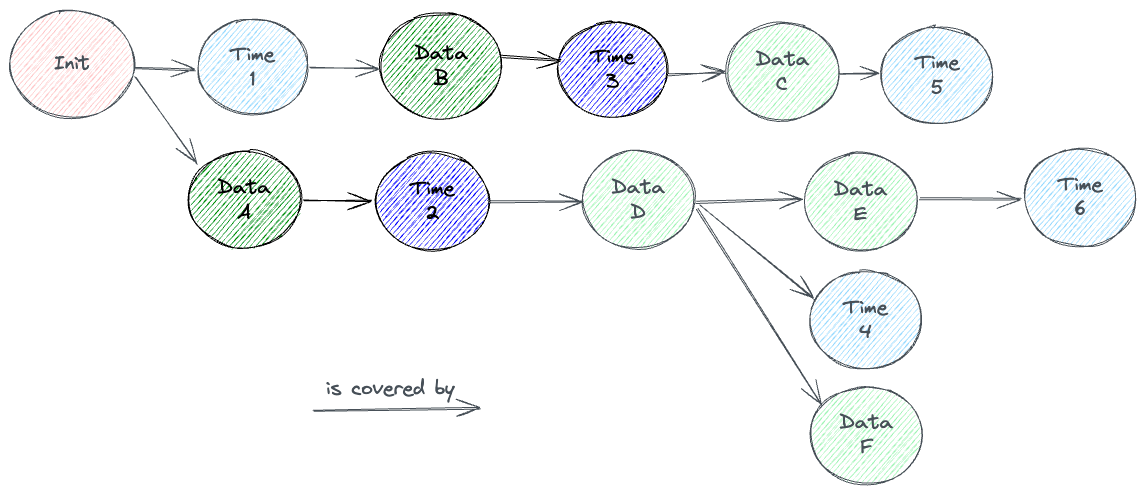 Init
Time
1
Data
B
Time
3
Data
C
Time
5
Data
A
Time
2
Data
D
Data
E
Time
6
Time
4
is covered by
Data
F